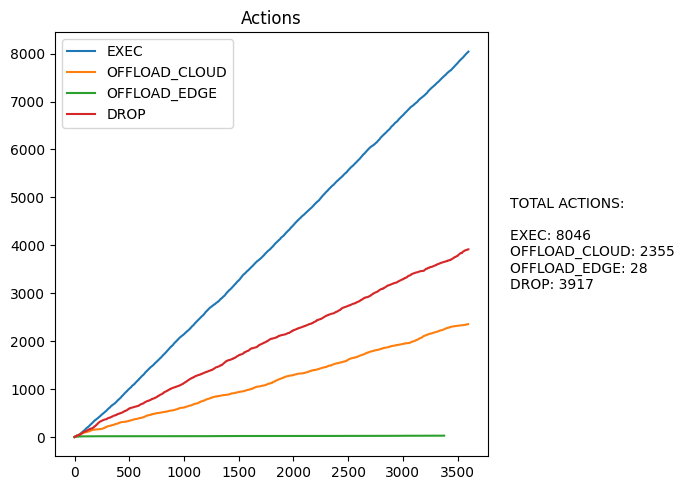 Actions
EXEC
OFFLOAD_CLOUD
OFFLOAD_EDGE
DROP
8000
7000
6000
5000
4000
3000
2000
1000
0
0 500 1000 1500 2000 2500 3000 3500
TOTAL ACTIONS:
EXEC: 8046
OFFLOAD_CLOUD: 2355
OFFLOAD_EDGE: 28
DROP: 3917